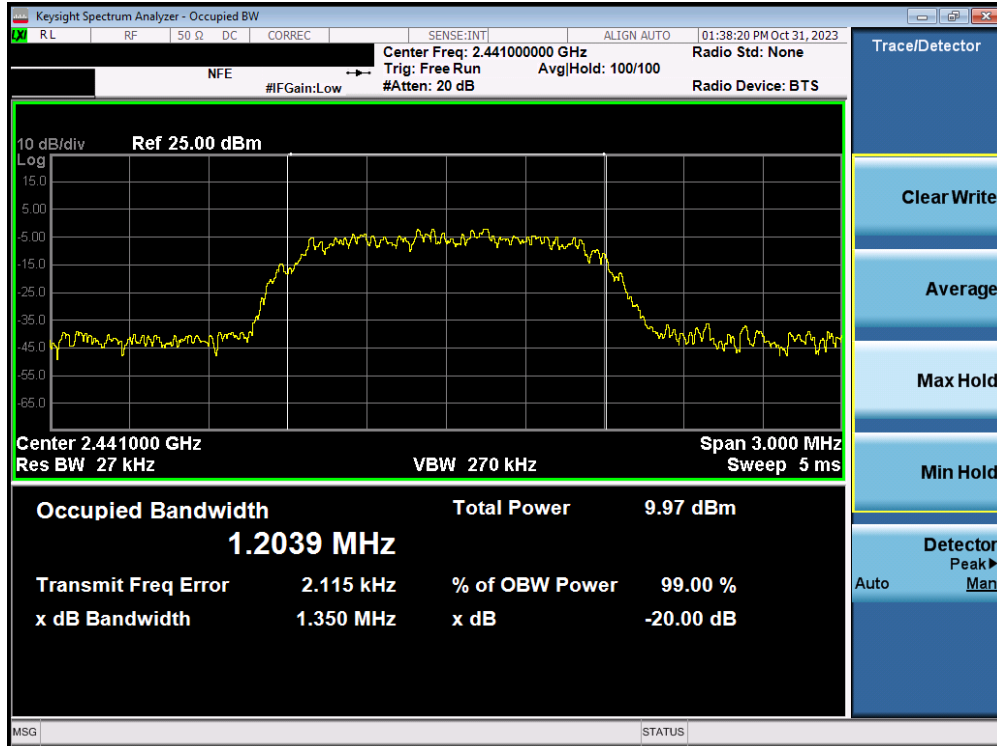 Keysight Spectrum Analyzer - Occupied BW
LXI RL RF 50 Ω DC CORREC SENSE:INT ALIGN AUTO 01:38:20 PM Oct 31, 2023
Center Freq: 2.441000000 GHz Radio Std: None
NFE Trig: Free Run Avg|Hold: 100/100
#IFGain:Low #Atten: 20 dB Radio Device: BTS
Trace/Detector
10 dB/div Ref 25.00 dBm
Log
15.0
5.00
-5.00
-15.0
-25.0
-35.0
-45.0
-55.0
-65.0
Center 2.441000 GHz Span 3.000 MHz
Res BW 27 kHz VBW 270 kHz Sweep 5 ms
Occupied Bandwidth Total Power 9.97 dBm
1.2039 MHz
Transmit Freq Error 2.115 kHz % of OBW Power 99.00 %
x dB Bandwidth 1.350 MHz x dB -20.00 dB
Clear Write
Average
Max Hold
Min Hold
Detector
Peak▶
Auto Man
MSG STATUS